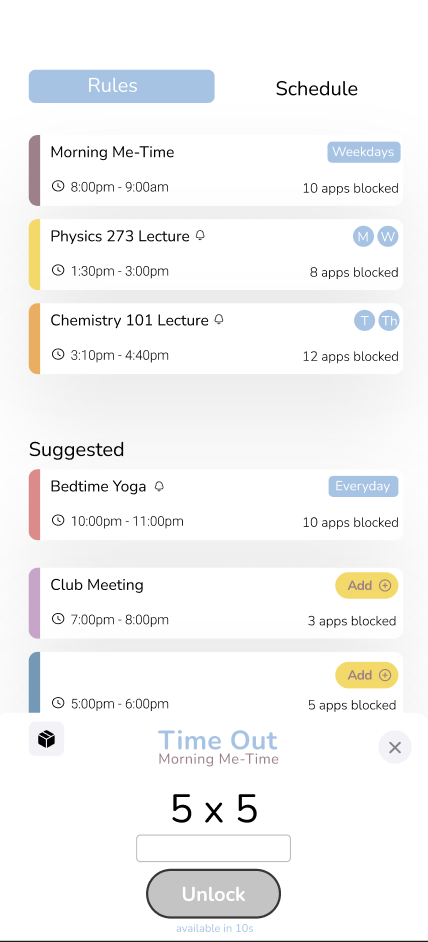 Rules
Schedule
Morning Me-Time
Weekdays
8:00pm - 9:00am
10 apps blocked
Physics 273 Lecture
M W
1:30pm - 3:00pm
8 apps blocked
Chemistry 101 Lecture
T Th
3:10pm - 4:40pm
12 apps blocked
Suggested
Bedtime Yoga
Everyday
10:00pm - 11:00pm
10 apps blocked
Club Meeting
Add
7:00pm - 8:00pm
3 apps blocked
Add
5:00pm - 6:00pm
5 apps blocked
Time Out
Morning Me-Time
5 x 5
Unlock
available in 10s